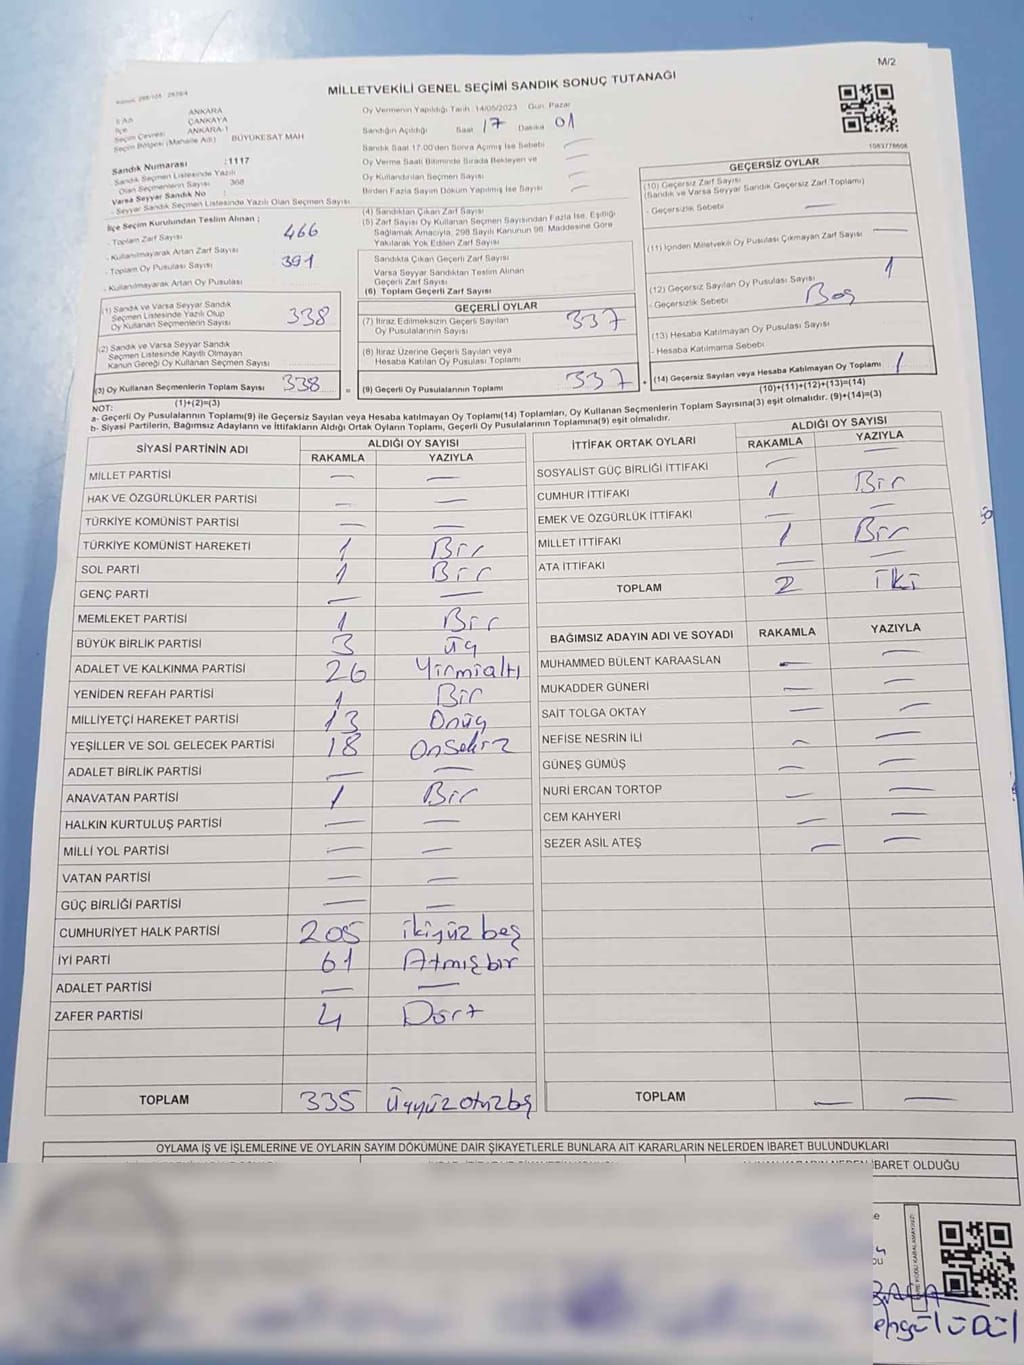 M/2
MİLLETVEKİLİ GENEL SEÇİMİ SANDIK SONUÇ TUTANAĞI
İli Adı ANKARA
İlçe ÇANKAYA
Seçim Çevresi ANKARA-1
Seçim Bölgesi (Mahalle Adı) BÜYÜKESAT MAH
Sandık Numarası :1117
Sandık Seçmen Listesinde Yazılı
Olan Seçmenlerin Sayısı 368
Varsa Seyyar Sandık No :
- Seyyar Sandık Seçmen Listesinde Yazılı Olan Seçmen Sayısı
İlçe Seçim Kurulundan Teslim Alınan ;
- Toplam Zarf Sayısı 466
- Kullanılmayarak Artan Zarf Sayısı
- Toplam Oy Pusulası Sayısı 391
- Kullanılmayarak Artan Oy Pusulası
(1) Sandık ve Varsa Seyyar Sandık
Seçmen Listesinde Yazılı Olup
Oy Kullanan Seçmenlerin Sayısı 338
(2) Sandık ve Varsa Seyyar Sandık
Seçmen Listesinde Kayıtlı Olmayan
Kanun Gereği Oy Kullanan Seçmen Sayısı
(3) Oy Kullanan Seçmenlerin Toplam Sayısı 338 =
(1)+(2)=(3)
Oy Vermenin Yapıldığı Tarih :14/05/2023 Gün: Pazar
Sandığın Açıldığı Saat 17 Dakika 01
Sandık Saat 17.00'den Sonra Açılmış İse Sebebi —
Oy Verme Saati Bitiminde Sırada Bekleyen ve
Oy Kullandırılan Seçmen Sayısı —
Birden Fazla Sayım Döküm Yapılmış İse Sayısı —
(4) Sandıktan Çıkan Zarf Sayısı
(5) Zarf Sayısı Oy Kullanan Seçmen Sayısından Fazla İse, Eşitliği
Sağlamak Amacıyla, 298 Sayılı Kanunun 98. Maddesine Göre
Yakılarak Yok Edilen Zarf Sayısı
Sandıkta Çıkan Geçerli Zarf Sayısı
Varsa Seyyar Sandıktan Teslim Alınan
Geçerli Zarf Sayısı
(6) Toplam Geçerli Zarf Sayısı
GEÇERLİ OYLAR
(7) İtiraz Edilmeksizin Geçerli Sayılan
Oy Pusulalarının Sayısı 337
(8) İtiraz Üzerine Geçerli Sayılan veya
Hesaba Katılan Oy Pusulası Toplamı
(9) Geçerli Oy Pusulalarının Toplamı 337 +
1083778606
GEÇERSİZ OYLAR
(10) Geçersiz Zarf Sayısı
(Sandık ve Varsa Seyyar Sandık Geçersiz Zarf Toplamı)
- Geçersizlik Sebebi —
(11) İçinden Milletvekili Oy Pusulası Çıkmayan Zarf Sayısı —
(12) Geçersiz Sayılan Oy Pusulası Sayısı 1
- Geçersizlik Sebebi Boş
(13) Hesaba Katılmayan Oy Pusulası Sayısı
- Hesaba Katılmama Sebebi
(14) Geçersiz Sayılan veya Hesaba Katılmayan Oy Toplamı 1
(10)+(11)+(12)+(13)=(14)
NOT:
a- Geçerli Oy Pusulalarının Toplamı(9) ile Geçersiz Sayılan veya Hesaba katılmayan Oy Toplamı(14) Toplamları, Oy Kullanan Seçmenlerin Toplam Sayısına(3) eşit olmalıdır. (9)+(14)=(3)
b- Siyasi Partilerin, Bağımsız Adayların ve İttifakların Aldığı Ortak Oyların Toplamı, Geçerli Oy Pusulalarının Toplamına(9) eşit olmalıdır.
SİYASİ PARTİNİN ADI ALDIĞI OY SAYISI
RAKAMLA YAZIYLA
MİLLET PARTİSİ — —
HAK VE ÖZGÜRLÜKLER PARTİSİ — —
TÜRKİYE KOMÜNİST PARTİSİ — —
TÜRKİYE KOMÜNİST HAREKETİ 1 Bir
SOL PARTİ 1 Bir
GENÇ PARTİ — —
MEMLEKET PARTİSİ 1 Bir
BÜYÜK BİRLİK PARTİSİ 3 üç
ADALET VE KALKINMA PARTİSİ 26 Yirmialtı
YENİDEN REFAH PARTİSİ 1 Bir
MİLLİYETÇİ HAREKET PARTİSİ 13 Onüç
YEŞİLLER VE SOL GELECEK PARTİSİ 18 Onsekiz
ADALET BİRLİK PARTİSİ — —
ANAVATAN PARTİSİ 1 Bir
HALKIN KURTULUŞ PARTİSİ — —
MİLLİ YOL PARTİSİ — —
VATAN PARTİSİ — —
GÜÇ BİRLİĞİ PARTİSİ — —
CUMHURİYET HALK PARTİSİ 205 ikiyüz beş
İYİ PARTİ 61 Atmışbir
ADALET PARTİSİ — —
ZAFER PARTİSİ 4 Dört
TOPLAM 335 üçyüzotuzbeş
İTTİFAK ORTAK OYLARI ALDIĞI OY SAYISI
RAKAMLA YAZIYLA
SOSYALİST GÜÇ BİRLİĞİ İTTİFAKI — —
CUMHUR İTTİFAKI 1 Bir
EMEK VE ÖZGÜRLÜK İTTİFAKI — —
MİLLET İTTİFAKI 1 Bir
ATA İTTİFAKI — —
TOPLAM 2 iki
BAĞIMSIZ ADAYIN ADI VE SOYADI RAKAMLA YAZIYLA
MUHAMMED BÜLENT KARAASLAN — —
MUKADDER GÜNERİ — —
SAİT TOLGA OKTAY — —
NEFİSE NESRİN İLİ — —
GÜNEŞ GÜMÜŞ — —
NURİ ERCAN TORTOP — —
CEM KAHYERİ — —
SEZER ASİL ATEŞ — —
TOPLAM — —
OYLAMA İŞ VE İŞLEMLERİNE VE OYLARIN SAYIM DÖKÜMÜNE DAİR ŞİKAYETLERLE BUNLARA AİT KARARLARIN NELERDEN İBARET BULUNDUKLARI
İBARET OLDUĞU